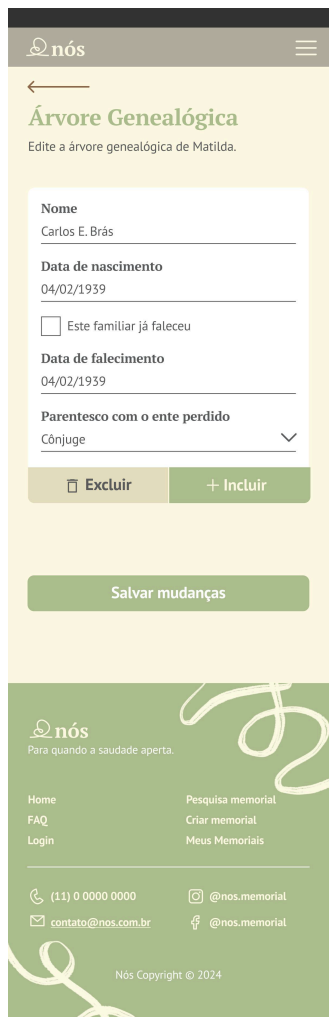 nós
Árvore Genealógica
Edite a árvore genealógica de Matilda.
Nome
Carlos E. Brás
Data de nascimento
04/02/1939
Este familiar já faleceu
Data de falecimento
04/02/1939
Parentesco com o ente perdido
Cônjuge
Excluir
Incluir
Salvar mudanças
nós
Para quando a saudade aperta.
Home
Pesquisa memorial
FAQ
Criar memorial
Login
Meus Memoriais
(11) 0 0000 0000
@nos.memorial
contato@nos.com.br
@nos.memorial
Nós Copyright © 2024